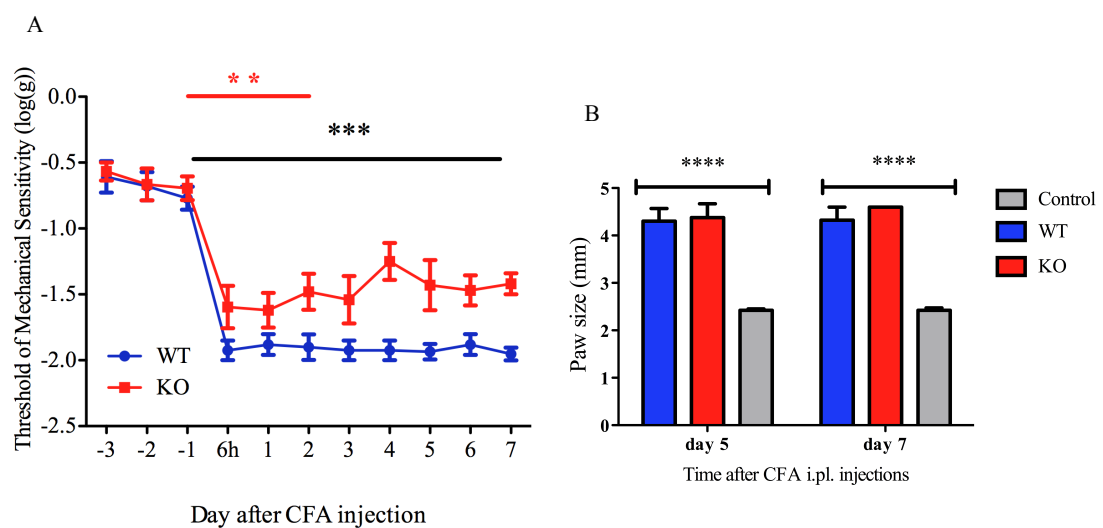 A
Threshold of Mechanical Sensitivity (log(g))
0.0
-0.5
-1.0
-1.5
-2.0
-2.5
**
***
WT
KO
-3 -2 -1 6h 1 2 3 4 5 6 7
Day after CFA injection
B
Paw size (mm)
5
4
3
2
1
0
**** ****
day 5 day 7
Time after CFA i.pl. injections
Control
WT
KO